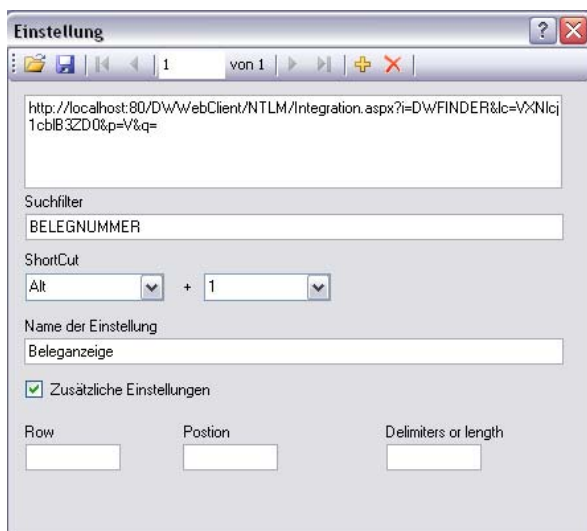 Einstellung
1 von 1
http://localhost:80/DWWebClient/NTLM/Integration.aspx?i=DWFINDER&lc=VXNlcj
1cblB3ZD0&p=V&q=
Suchfilter
BELEGNUMMER
ShortCut
Alt + 1
Name der Einstellung
Beleganzeige
Zusätzliche Einstellungen
Row Postion Delimiters or length